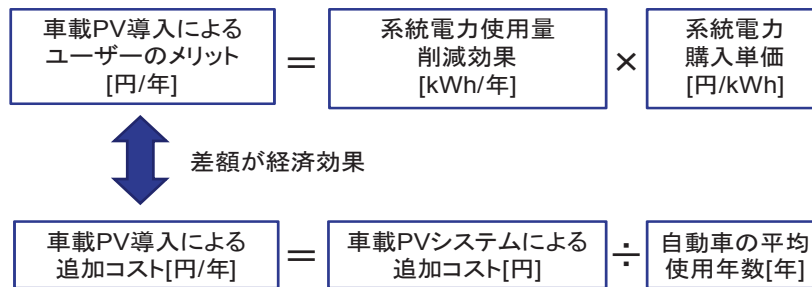 車載PV導入による
ユーザーのメリット
[円/年]
＝
系統電力使用量
削減効果
[kWh/年]
×
系統電力
購入単価
[円/kWh]
差額が経済効果
車載PV導入による
追加コスト[円/年]
＝
車載PVシステムによる
追加コスト[円]
÷
自動車の平均
使用年数[年]